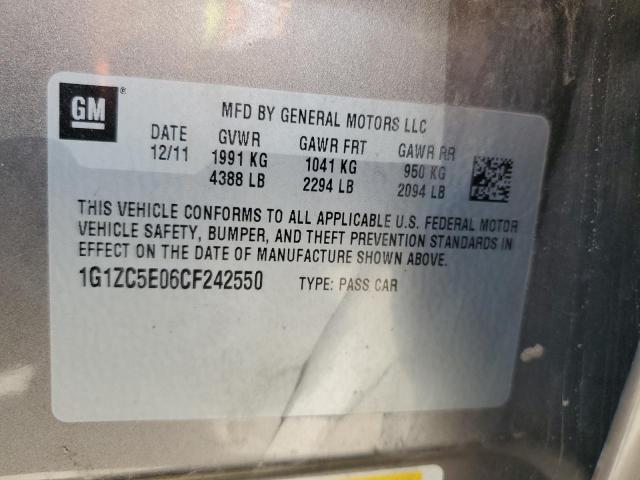 GM
®
MFD BY GENERAL MOTORS LLC
DATE GVWR GAWR FRT GAWR RR
12/11 1991 KG 1041 KG 950 KG
4388 LB 2294 LB 2094 LB
THIS VEHICLE CONFORMS TO ALL APPLICABLE U.S. FEDERAL MOTOR
VEHICLE SAFETY, BUMPER, AND THEFT PREVENTION STANDARDS IN
EFFECT ON THE DATE OF MANUFACTURE SHOWN ABOVE.
1G1ZC5E06CF242550 TYPE: PASS CAR